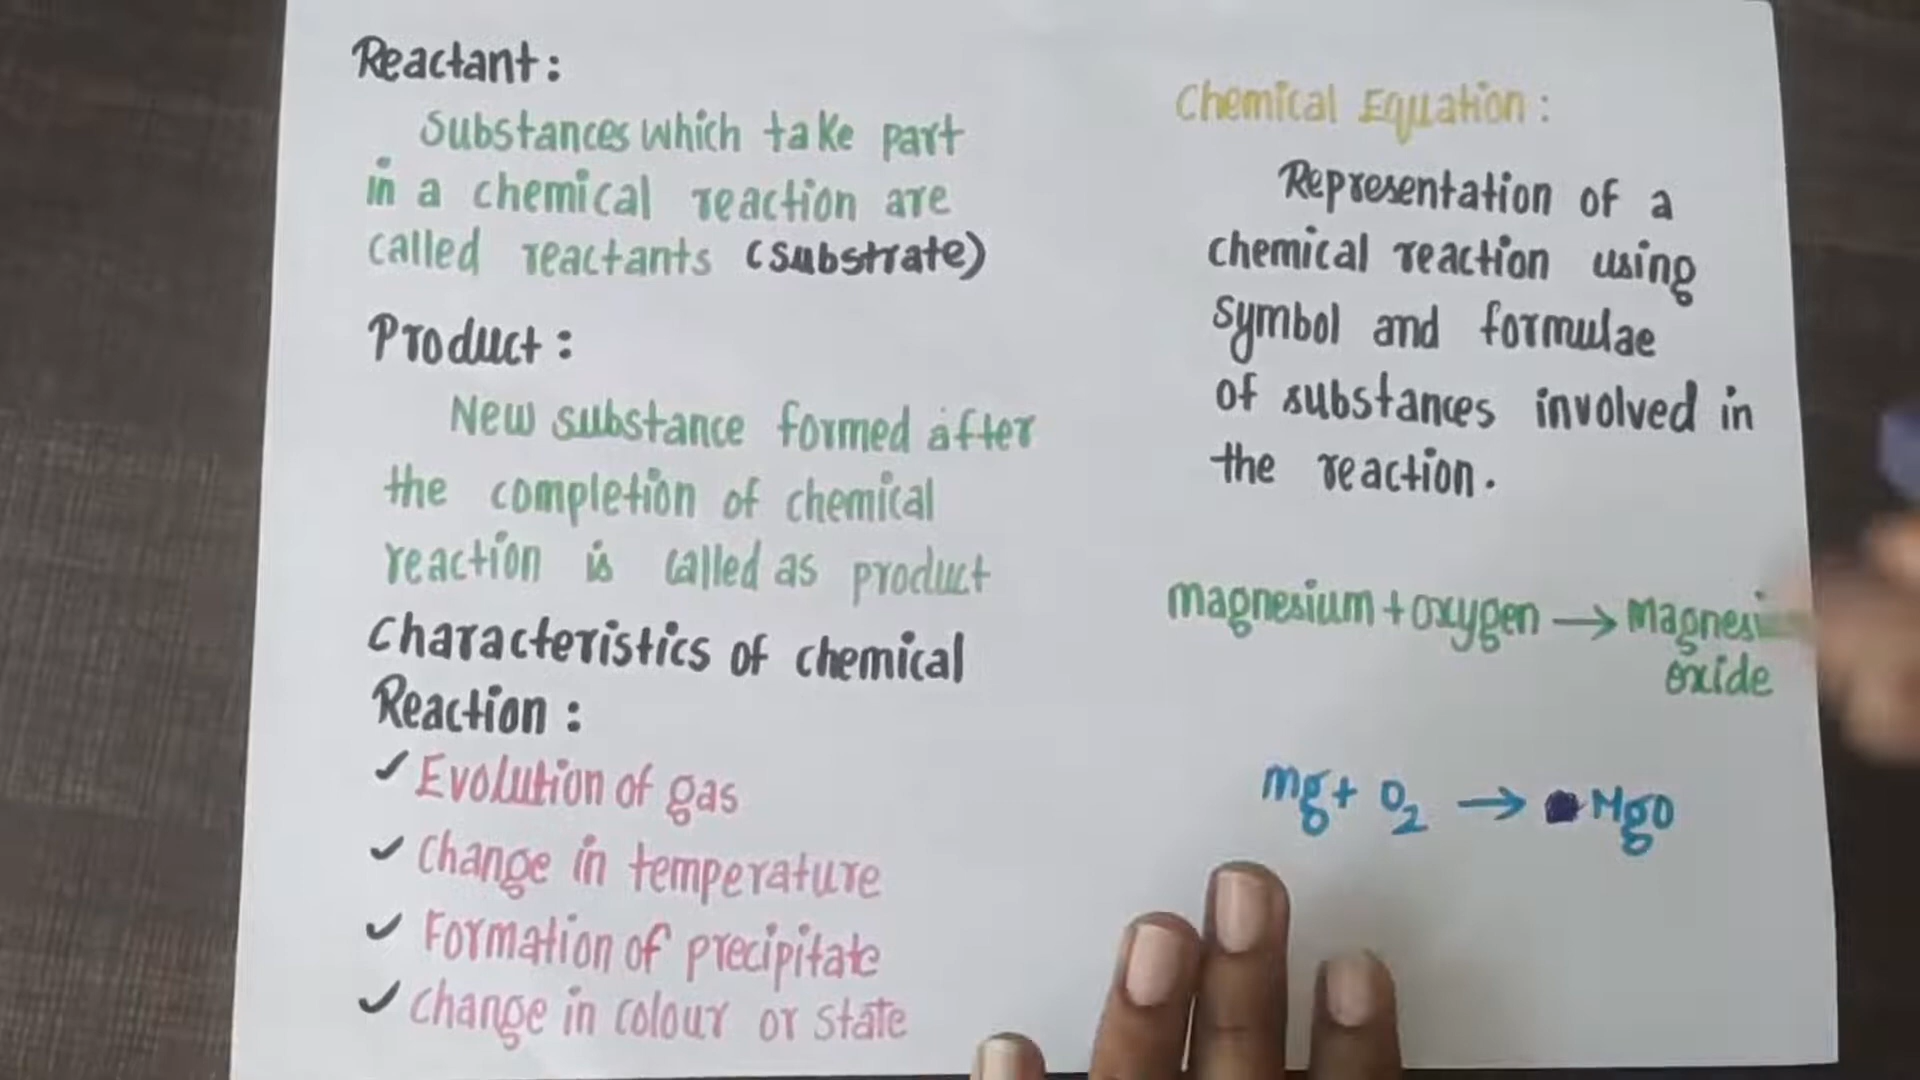 Reactant:
Substances which take part
in a chemical reaction are
called reactants (substrate)
Product:
New substance formed after
the completion of chemical
reaction is called as product
Characteristics of chemical
Reaction:
✓ Evolution of gas
✓ Change in temperature
✓ Formation of precipitate
✓ Change in colour or state
Chemical Equation:
Representation of a
chemical reaction using
symbol and formulae
of substances involved in
the reaction.
magnesium + oxygen → Magnesi
oxide
mg + O₂ → MgO